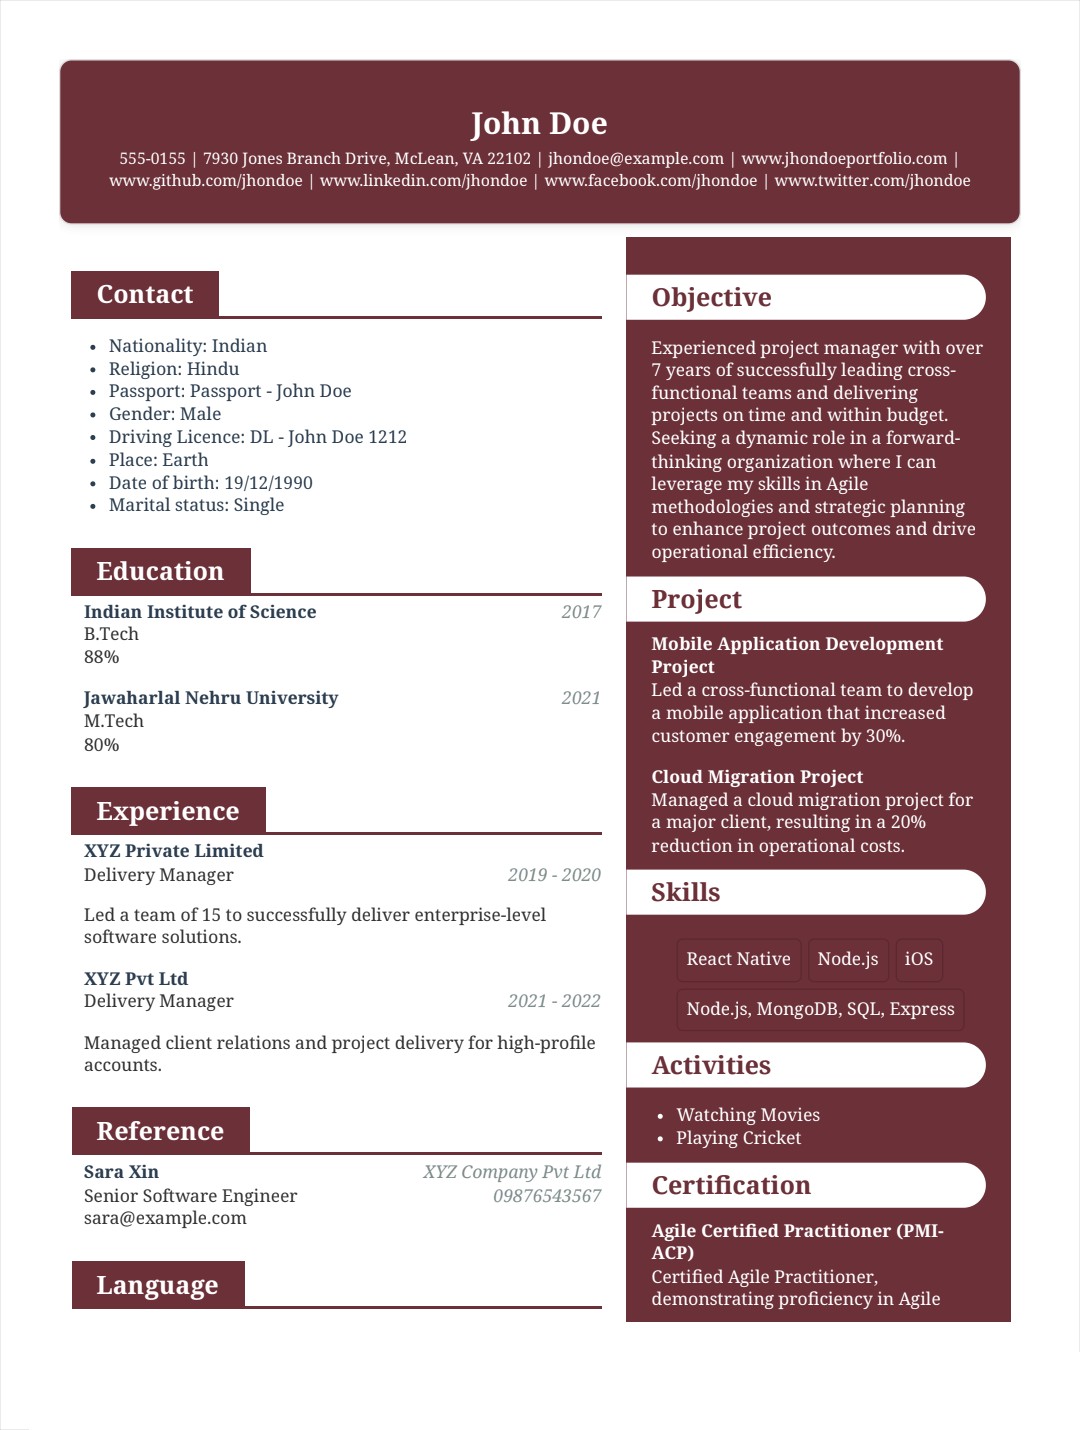 John Doe
555-0155 | 7930 Jones Branch Drive, McLean, VA 22102 | jhondoe@example.com | www.jhondoeportfolio.com |
www.github.com/jhondoe | www.linkedin.com/jhondoe | www.facebook.com/jhondoe | www.twitter.com/jhondoe
Contact
• Nationality: Indian
• Religion: Hindu
• Passport: Passport - John Doe
• Gender: Male
• Driving Licence: DL - John Doe 1212
• Place: Earth
• Date of birth: 19/12/1990
• Marital status: Single
Education
Indian Institute of Science 2017
B.Tech
88%
Jawaharlal Nehru University 2021
M.Tech
80%
Experience
XYZ Private Limited
Delivery Manager 2019 - 2020
Led a team of 15 to successfully deliver enterprise-level
software solutions.
XYZ Pvt Ltd
Delivery Manager 2021 - 2022
Managed client relations and project delivery for high-profile
accounts.
Reference
Sara Xin XYZ Company Pvt Ltd
Senior Software Engineer 09876543567
sara@example.com
Language
Objective
Experienced project manager with over
7 years of successfully leading cross-
functional teams and delivering
projects on time and within budget.
Seeking a dynamic role in a forward-
thinking organization where I can
leverage my skills in Agile
methodologies and strategic planning
to enhance project outcomes and drive
operational efficiency.
Project
Mobile Application Development
Project
Led a cross-functional team to develop
a mobile application that increased
customer engagement by 30%.
Cloud Migration Project
Managed a cloud migration project for
a major client, resulting in a 20%
reduction in operational costs.
Skills
React Native Node.js iOS
Node.js, MongoDB, SQL, Express
Activities
• Watching Movies
• Playing Cricket
Certification
Agile Certified Practitioner (PMI-
ACP)
Certified Agile Practitioner,
demonstrating proficiency in Agile